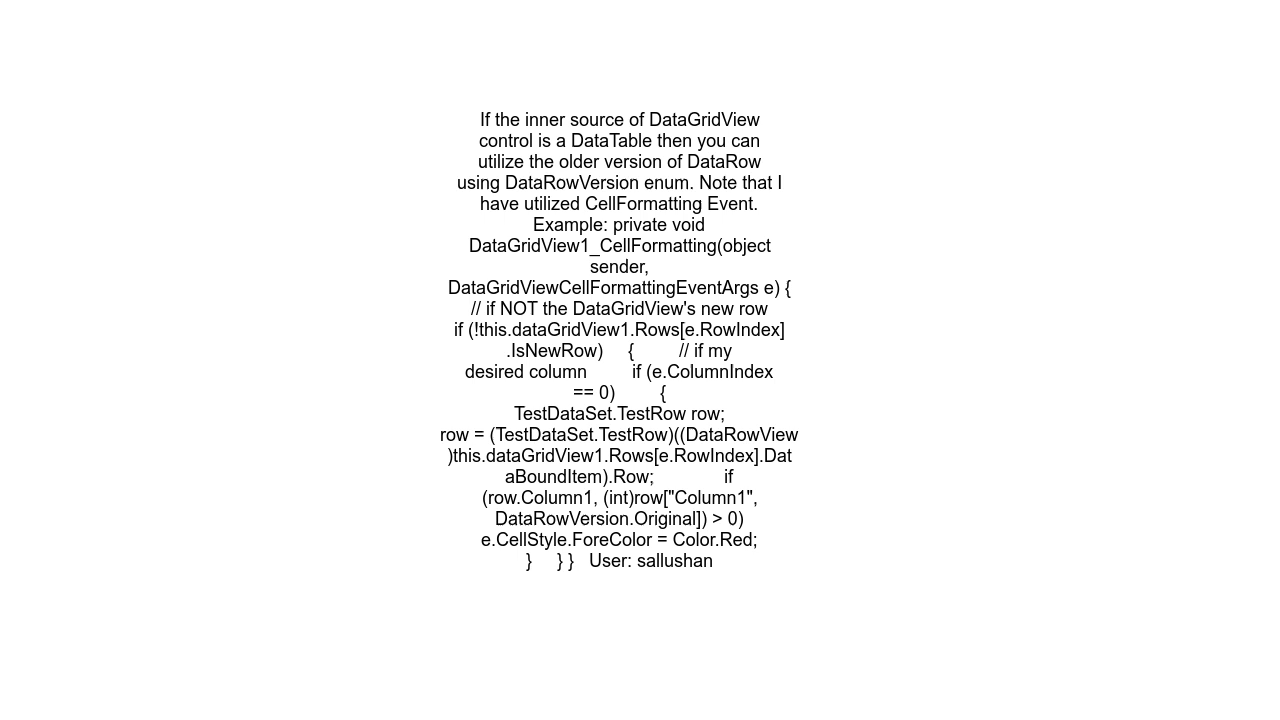 If the inner source of DataGridView
control is a DataTable then you can
utilize the older version of DataRow
using DataRowVersion enum. Note that I
have utilized CellFormatting Event.
Example: private void
DataGridView1_CellFormatting(object
sender,
DataGridViewCellFormattingEventArgs e) {
// if NOT the DataGridView's new row
if (!this.dataGridView1.Rows[e.RowIndex]
.IsNewRow)     {         // if my
desired column         if (e.ColumnIndex
== 0)         {
TestDataSet.TestRow row;
row = (TestDataSet.TestRow)((DataRowView
)this.dataGridView1.Rows[e.RowIndex].Dat
aBoundItem).Row;              if
(row.Column1, (int)row["Column1",
DataRowVersion.Original]) > 0)
e.CellStyle.ForeColor = Color.Red;
}     } }   User: sallushan